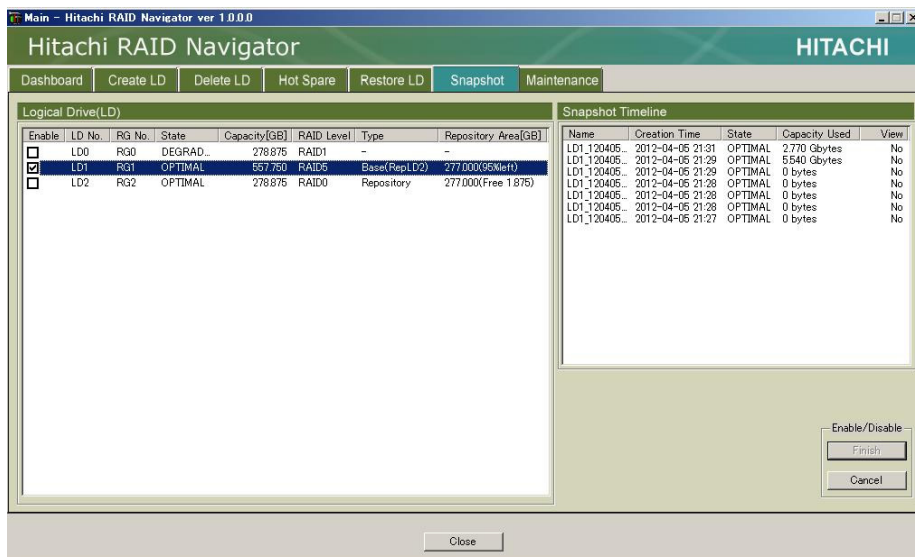 Main - Hitachi RAID Navigator ver 1.0.0.0
Hitachi RAID Navigator
HITACHI
Dashboard Create LD Delete LD Hot Spare Restore LD Snapshot Maintenance
Logical Drive(LD)
Enable LD No. RG No. State Capacity[GB] RAID Level Type Repository Area[GB]
LD0 RG0 DEGRAD... 278.875 RAID1 - -
LD1 RG1 OPTIMAL 557.750 RAID5 Base(RepLD2) 277.000(95%left)
LD2 RG2 OPTIMAL 278.875 RAID0 Repository 277.000(Free 1.875)
Snapshot Timeline
Name Creation Time State Capacity Used View
LD1_120405... 2012-04-05 21:31 OPTIMAL 2.770 Gbytes No
LD1_120405... 2012-04-05 21:29 OPTIMAL 5.540 Gbytes No
LD1_120405... 2012-04-05 21:29 OPTIMAL 0 bytes No
LD1_120405... 2012-04-05 21:28 OPTIMAL 0 bytes No
LD1_120405... 2012-04-05 21:28 OPTIMAL 0 bytes No
LD1_120405... 2012-04-05 21:28 OPTIMAL 0 bytes No
LD1_120405... 2012-04-05 21:27 OPTIMAL 0 bytes No
Enable/Disable
Finish
Cancel
Close